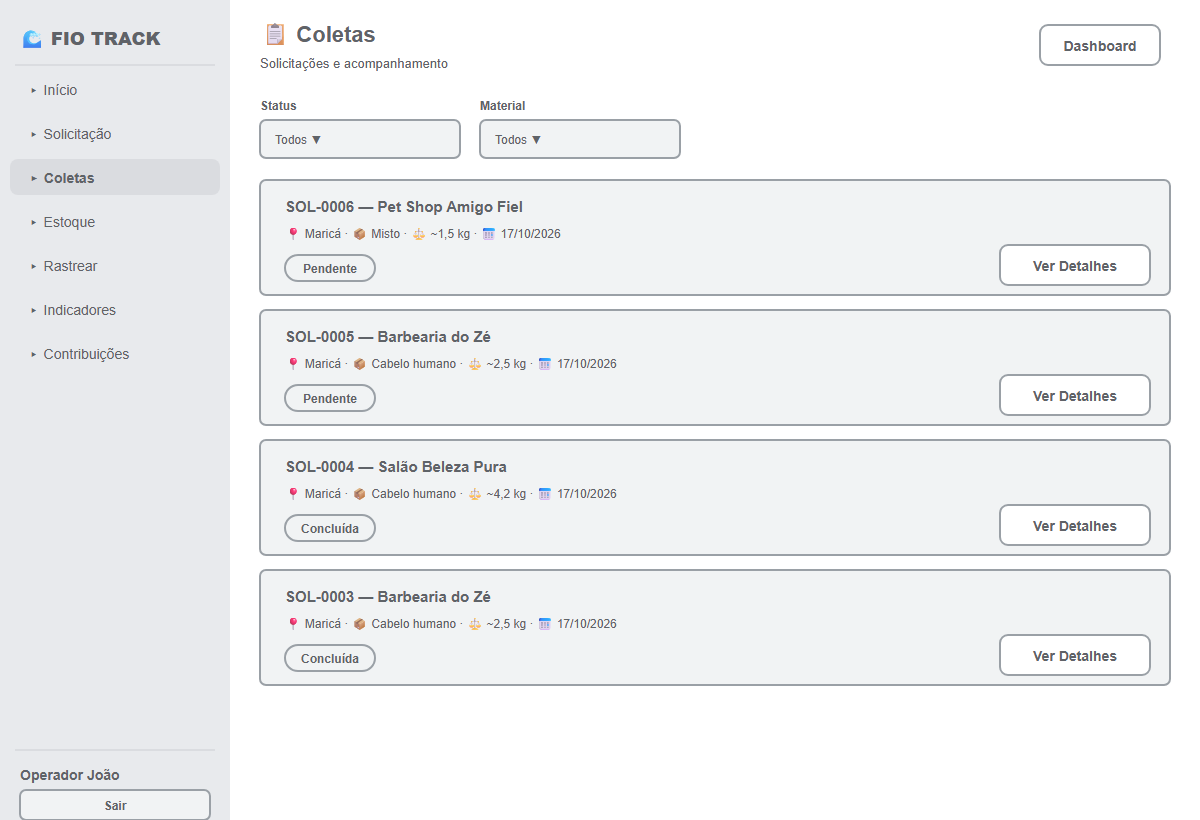 FIO TRACK
Início
Solicitação
Coletas
Estoque
Rastrear
Indicadores
Contribuições
Operador João
Sair
Coletas
Solicitações e acompanhamento
Dashboard
Status
Material
Todos ▼
Todos ▼
SOL-0006 — Pet Shop Amigo Fiel
Maricá · Misto · ~1,5 kg · 17/10/2026
Pendente
Ver Detalhes
SOL-0005 — Barbearia do Zé
Maricá · Cabelo humano · ~2,5 kg · 17/10/2026
Pendente
Ver Detalhes
SOL-0004 — Salão Beleza Pura
Maricá · Cabelo humano · ~4,2 kg · 17/10/2026
Concluída
Ver Detalhes
SOL-0003 — Barbearia do Zé
Maricá · Cabelo humano · ~2,5 kg · 17/10/2026
Concluída
Ver Detalhes